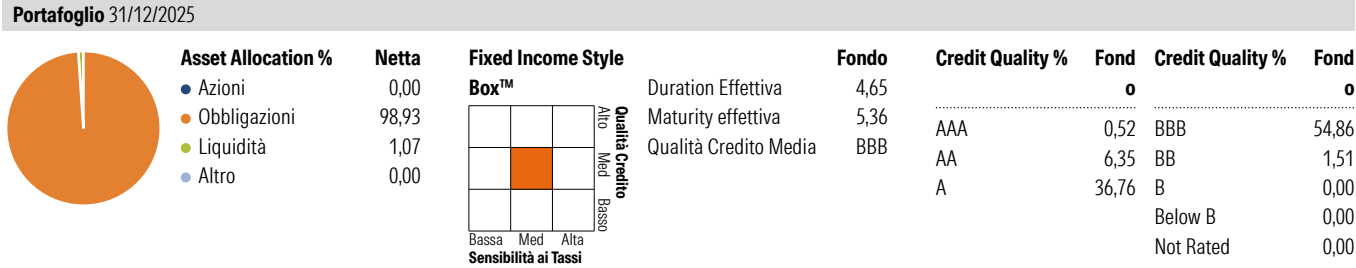 Portafoglio 31/12/2025
Asset Allocation % Netta
Azioni 0,00
Obbligazioni 98,93
Liquidità 1,07
Altro 0,00
Fixed Income Style
Box™
Alto Med Basso
Qualità Credito
Bassa Med Alta
Sensibilità ai Tassi
Fondo
Duration Effettiva 4,65
Maturity effettiva 5,36
Qualità Credito Media BBB
Credit Quality % Fond
o
AAA 0,52
AA 6,35
A 36,76
Credit Quality % Fond
o
BBB 54,86
BB 1,51
B 0,00
Below B 0,00
Not Rated 0,00